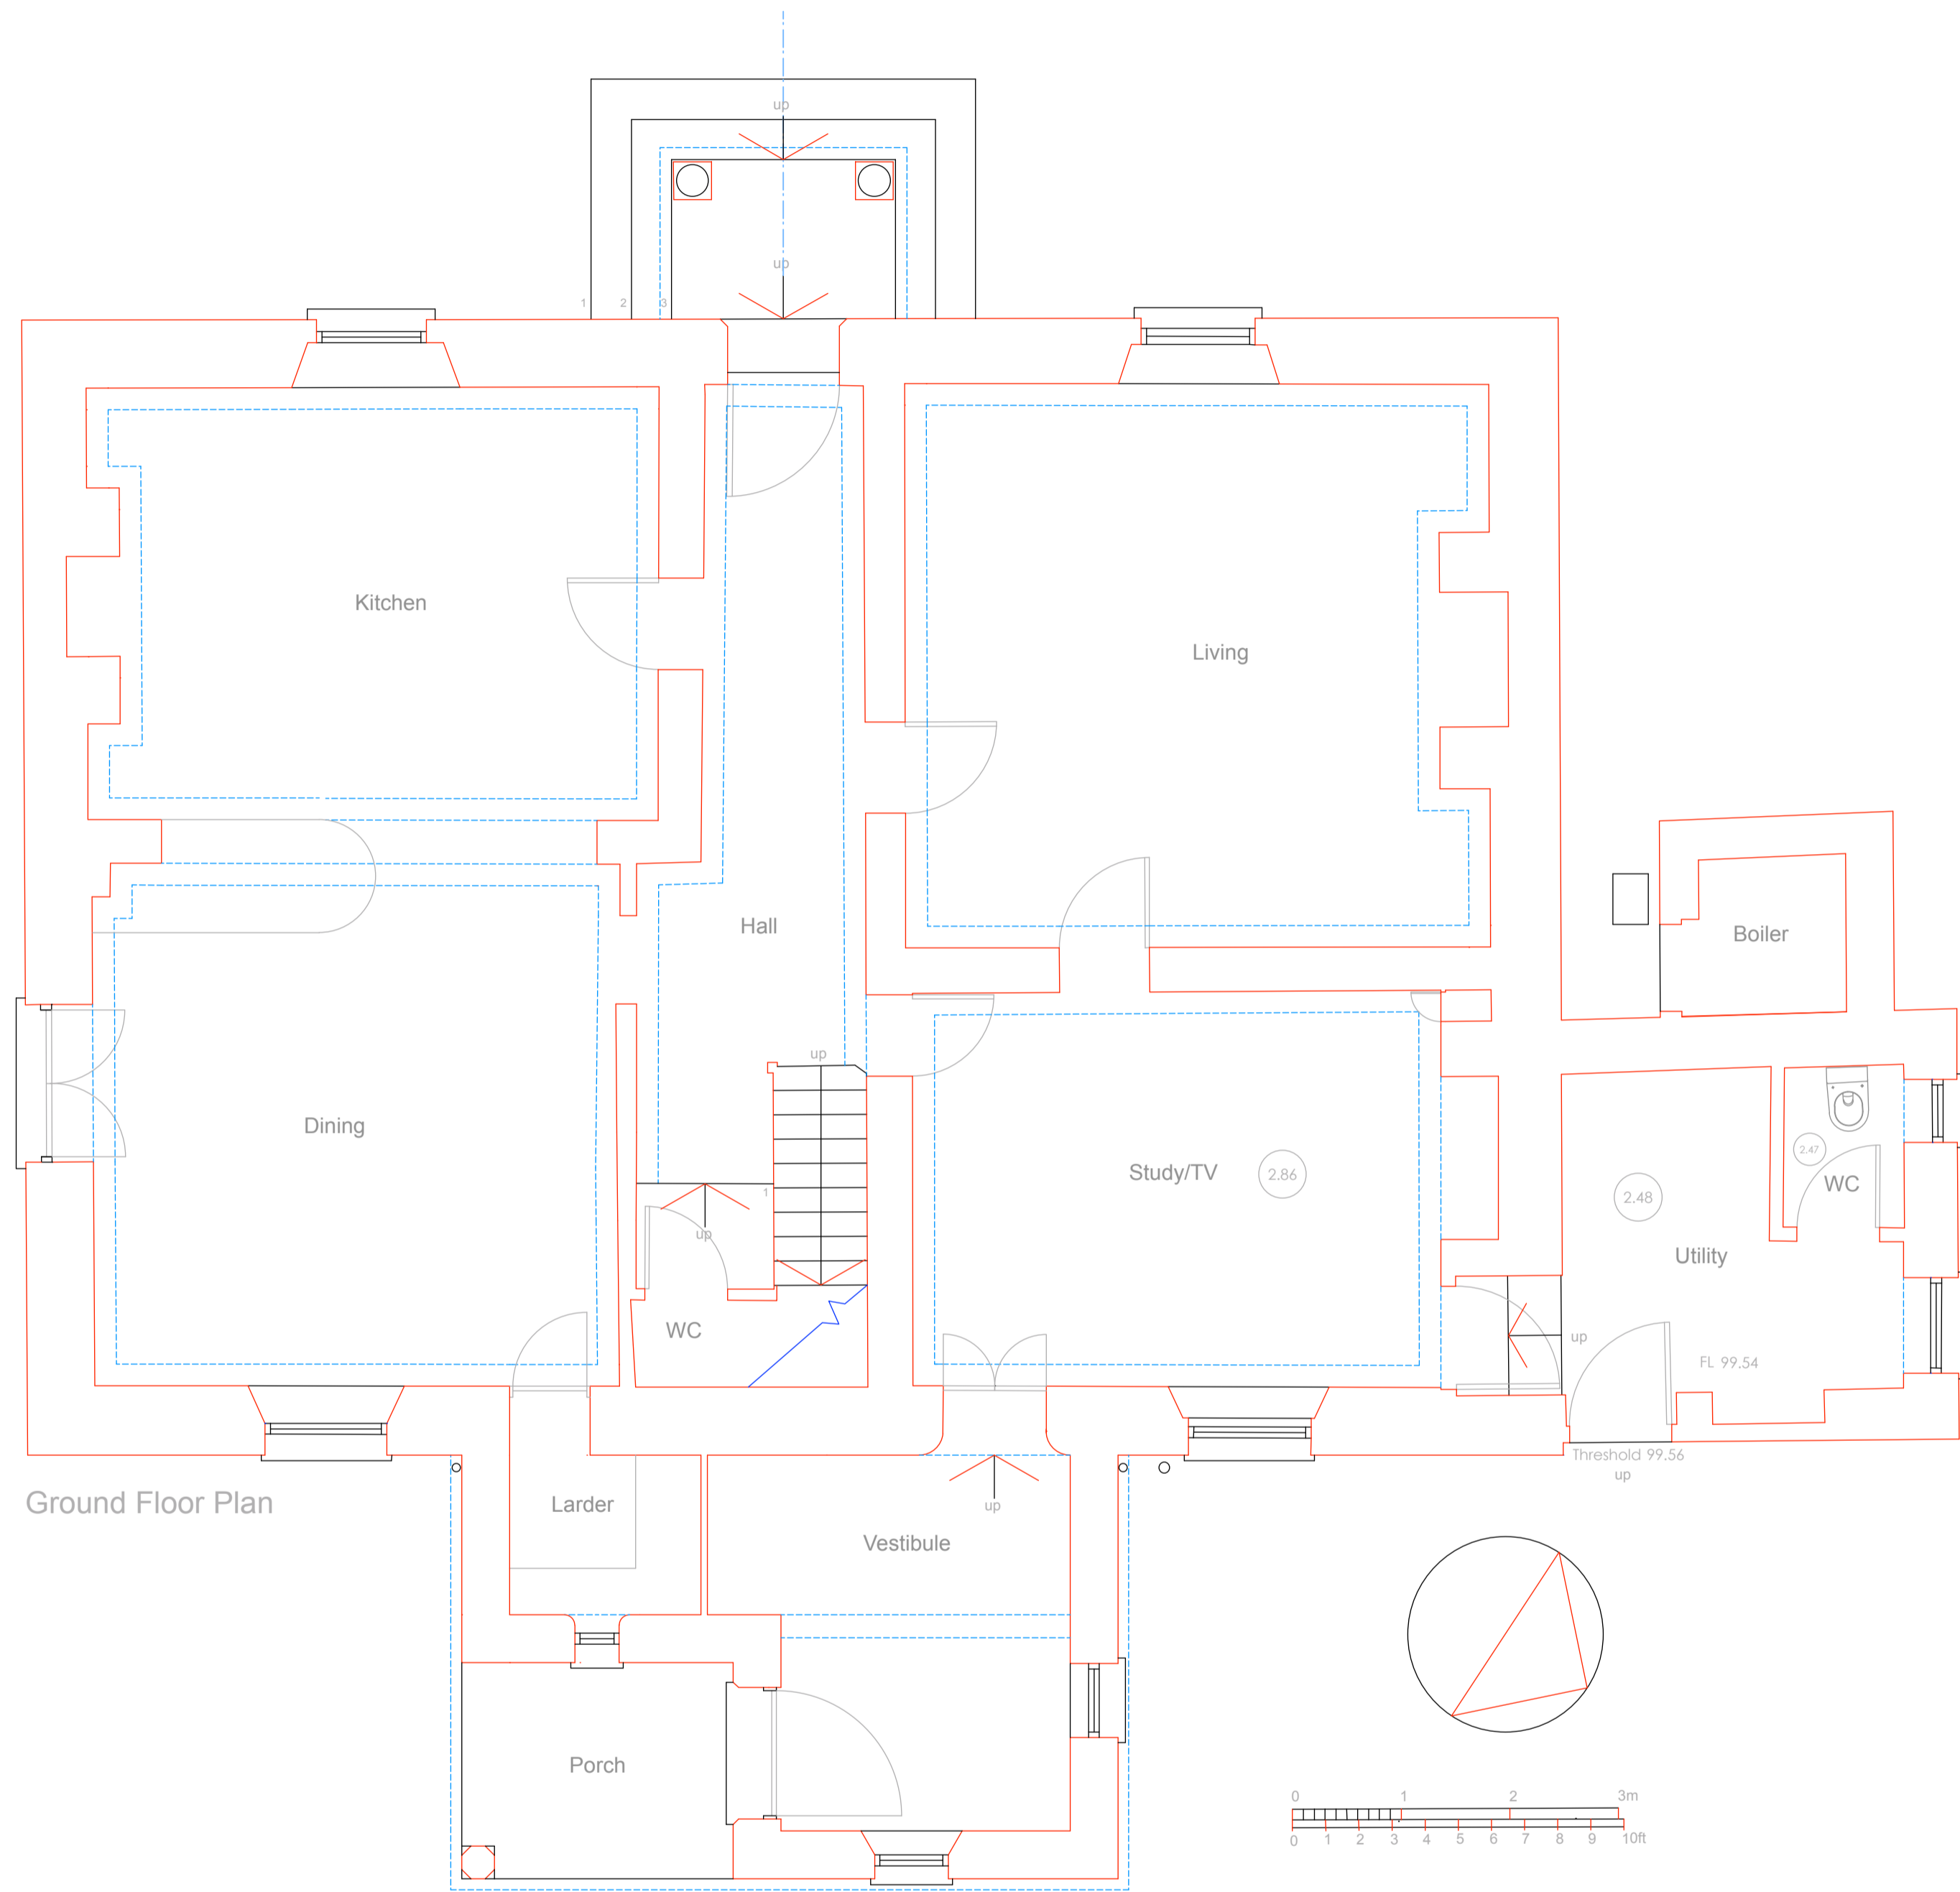 up
up
1 2 3
Kitchen
Living
Hall
Boiler
up
Dining
Study/TV
2.86
2.47
WC
2.48
1
up
Utility
WC
up
FL 99.54
Threshold 99.56
up
Ground Floor Plan
Larder
up
Vestibule
Porch
0 1 2 3m
0 1 2 3 4 5 6 7 8 9 10ft